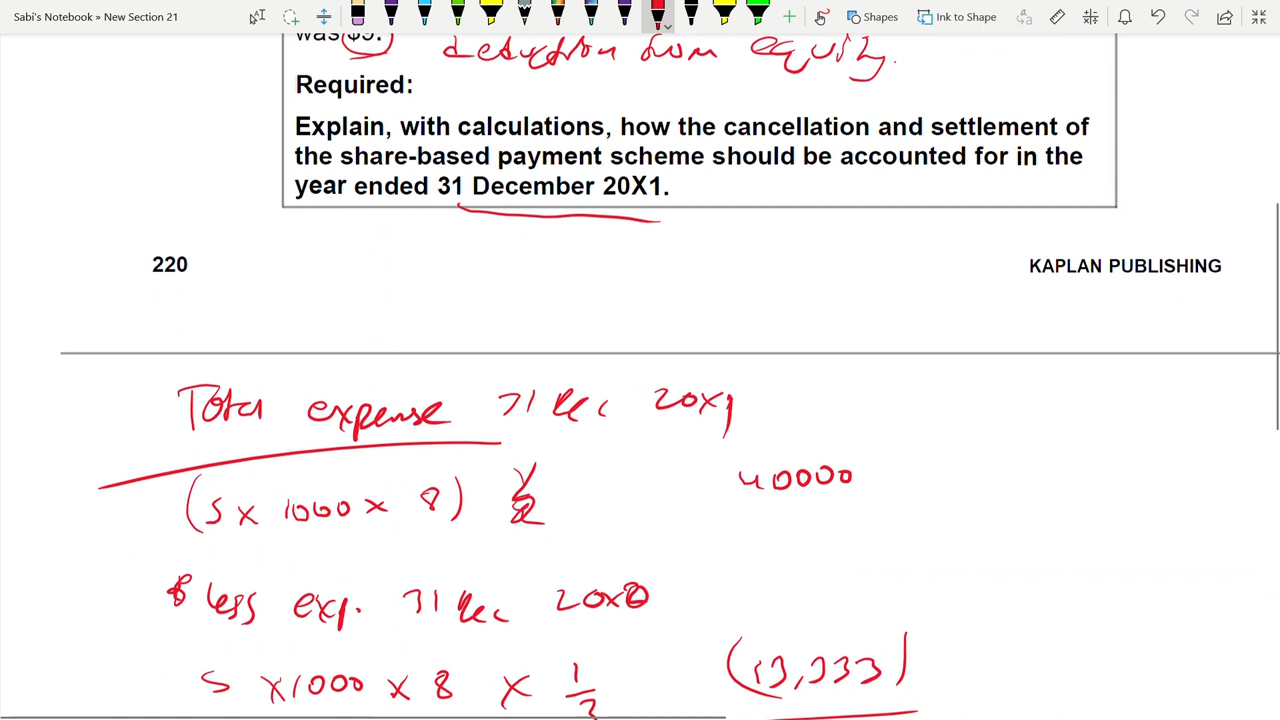 Sabi's Notebook » New Section 21
Shapes
Ink to Shape
was $9.
deduction from equity.
Required:
Explain, with calculations, how the cancellation and settlement of
the share-based payment scheme should be accounted for in the
year ended 31 December 20X1.
220
KAPLAN PUBLISHING
Total expense 31 Dec 20X1
(5 x 1000 x 8)
40000
less exp. 31 Dec 20X0
5 x 1000 x 8 x 1/3
(13,333)